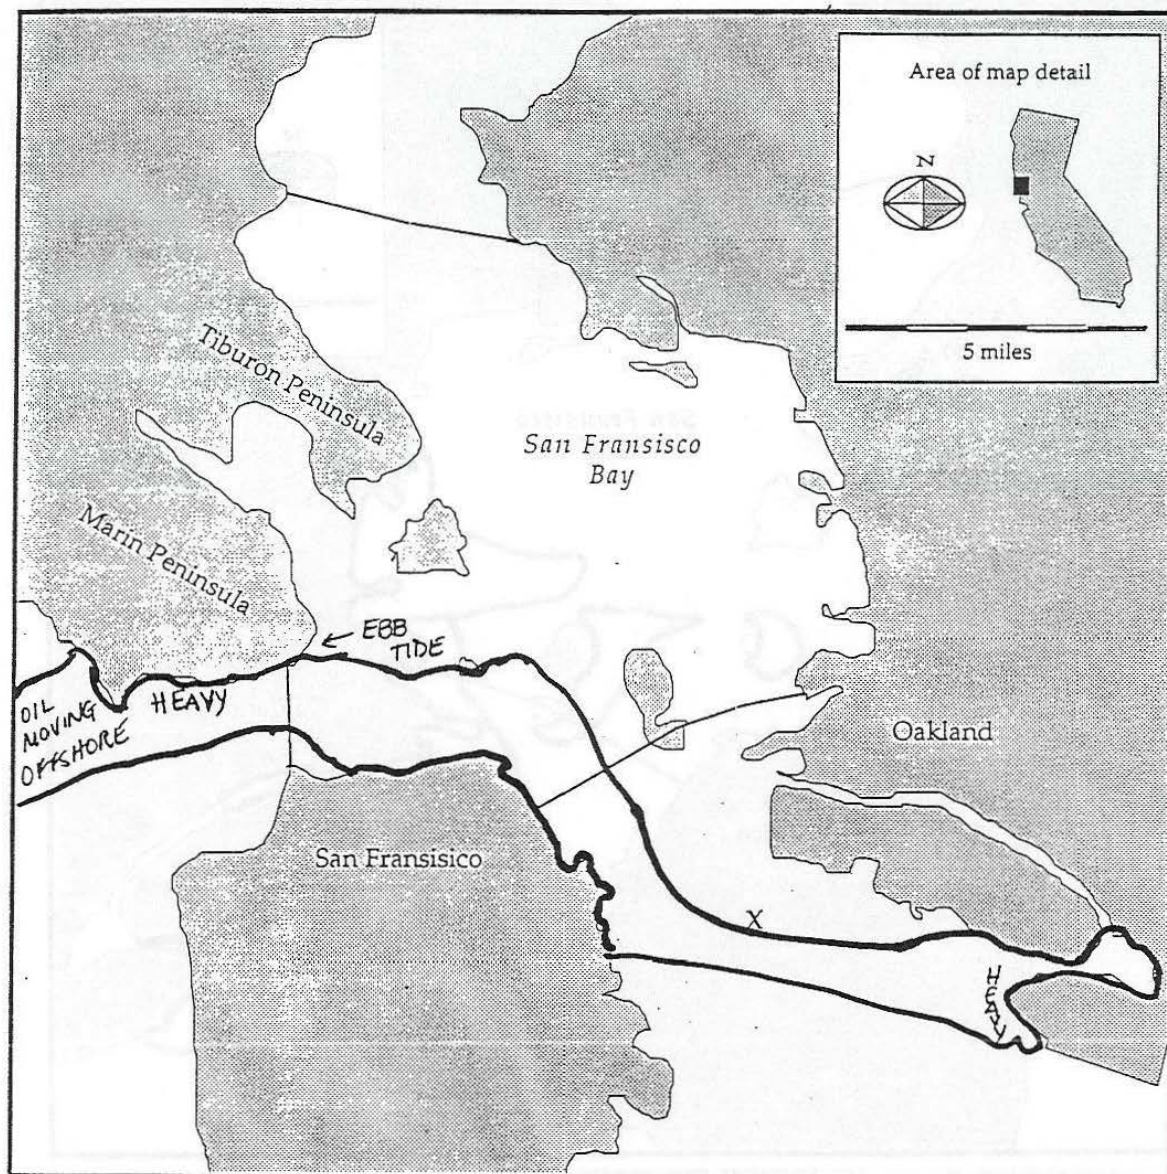 Area of map detail
N
5 miles
Tiburon Peninsula
San Fransisco
Bay
Marin Peninsula
EBB
TIDE
OIL
MOVING
OFFSHORE
HEAVY
Oakland
San Fransisico
X
HEAVY